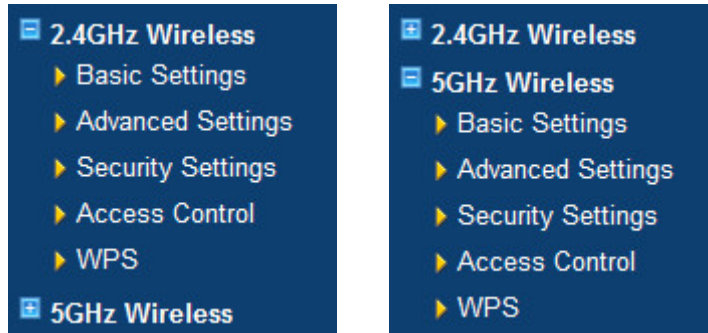 2.4GHz Wireless
Basic Settings
Advanced Settings
Security Settings
Access Control
WPS
5GHz Wireless
2.4GHz Wireless
5GHz Wireless
Basic Settings
Advanced Settings
Security Settings
Access Control
WPS